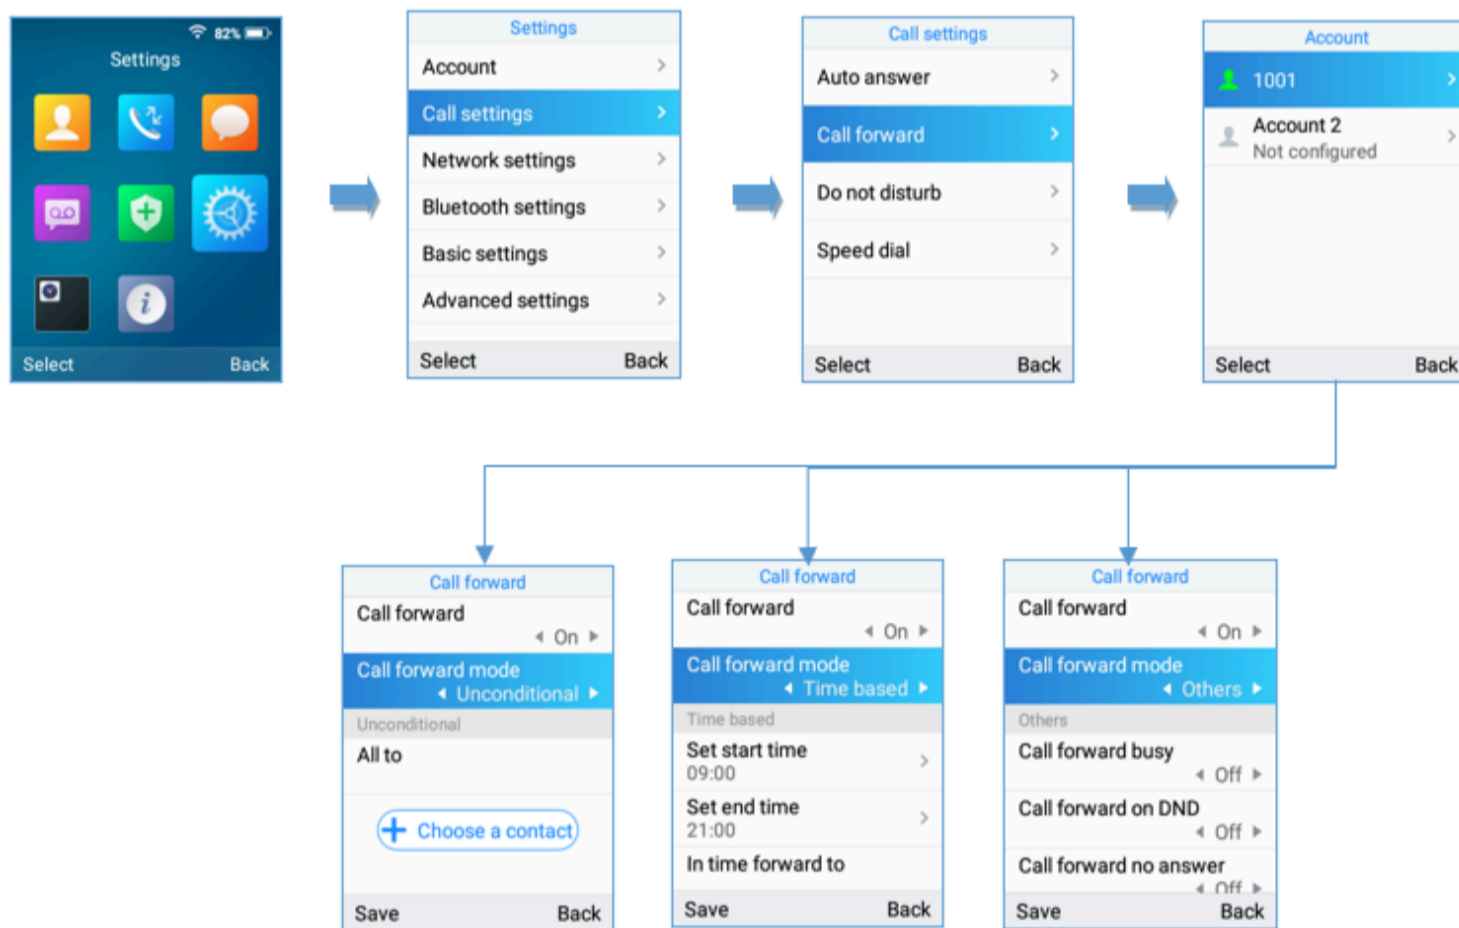 82%
Settings
Select Back
Settings
Account
Call settings
Network settings
Bluetooth settings
Basic settings
Advanced settings
Select Back
Call settings
Auto answer
Call forward
Do not disturb
Speed dial
Select Back
Account
1001
Account 2
Not configured
Select Back
Call forward
Call forward
On
Call forward mode
Unconditional
Unconditional
All to
Choose a contact
Save Back
Call forward
Call forward
On
Call forward mode
Time based
Time based
Set start time
09:00
Set end time
21:00
In time forward to
Save Back
Call forward
Call forward
On
Call forward mode
Others
Others
Call forward busy
Off
Call forward on DND
Off
Call forward no answer
Off
Save Back